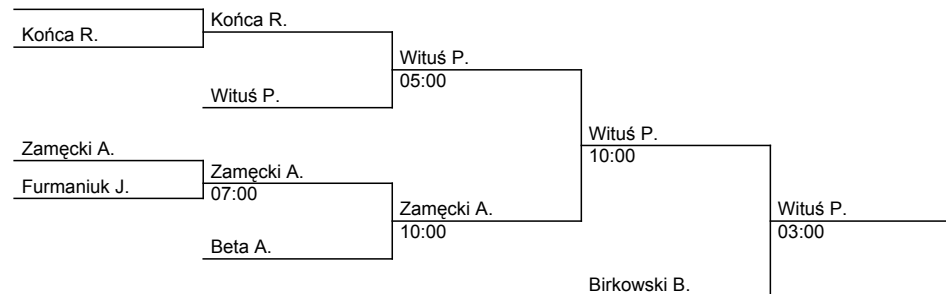 Końca R.
Końca R.
Wituś P.
05:00
Wituś P.
Zamęcki A.
Furmaniuk J.
Zamęcki A.
07:00
Zamęcki A.
10:00
Beta A.
Wituś P.
10:00
Wituś P.
03:00
Birkowski B.